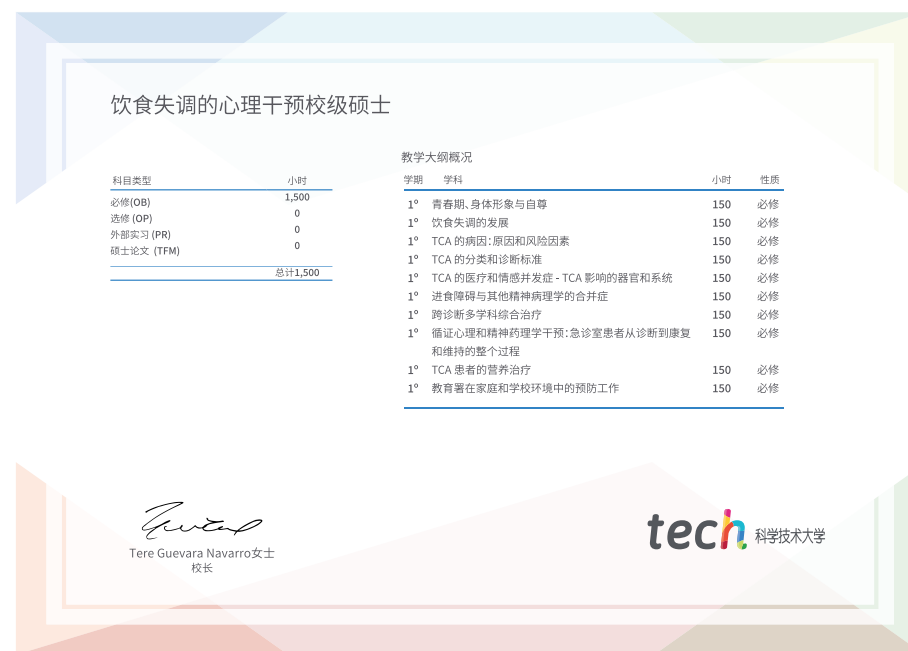 饮食失调的心理干预校级硕士
科目类型 小时
必修(OB) 1,500
选修 (OP) 0
外部实习 (PR) 0
硕士论文 (TFM) 0
总计1,500
教学大纲概况
学期 学科 小时 性质
1º 青春期、身体形象与自尊 150 必修
1º 饮食失调的发展 150 必修
1º TCA 的病因：原因和风险因素 150 必修
1º TCA 的分类和诊断标准 150 必修
1º TCA 的医疗和情感并发症 - TCA 影响的器官和系统 150 必修
1º 进食障碍与其他精神病理学的合并症 150 必修
1º 跨诊断多学科综合治疗 150 必修
1º 循证心理和精神药理学干预：急诊室患者从诊断到康复 150 必修
和维持的整个过程
1º TCA 患者的营养治疗 150 必修
1º 教育署在家庭和学校环境中的预防工作 150 必修
Tere Guevara Navarro女士
校长
tech 科学技术大学